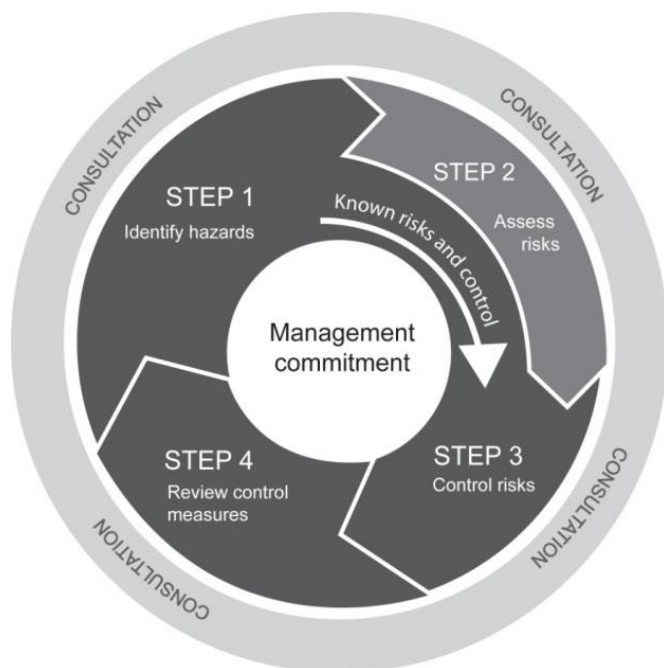 CONSULTATION
CONSULTATION
STEP 1
Identify hazards
STEP 2
Assess
risks
Known risks and control
Management
commitment
STEP 3
Control risks
STEP 4
Review control
measures
CONSULTATION
CONSULTATION